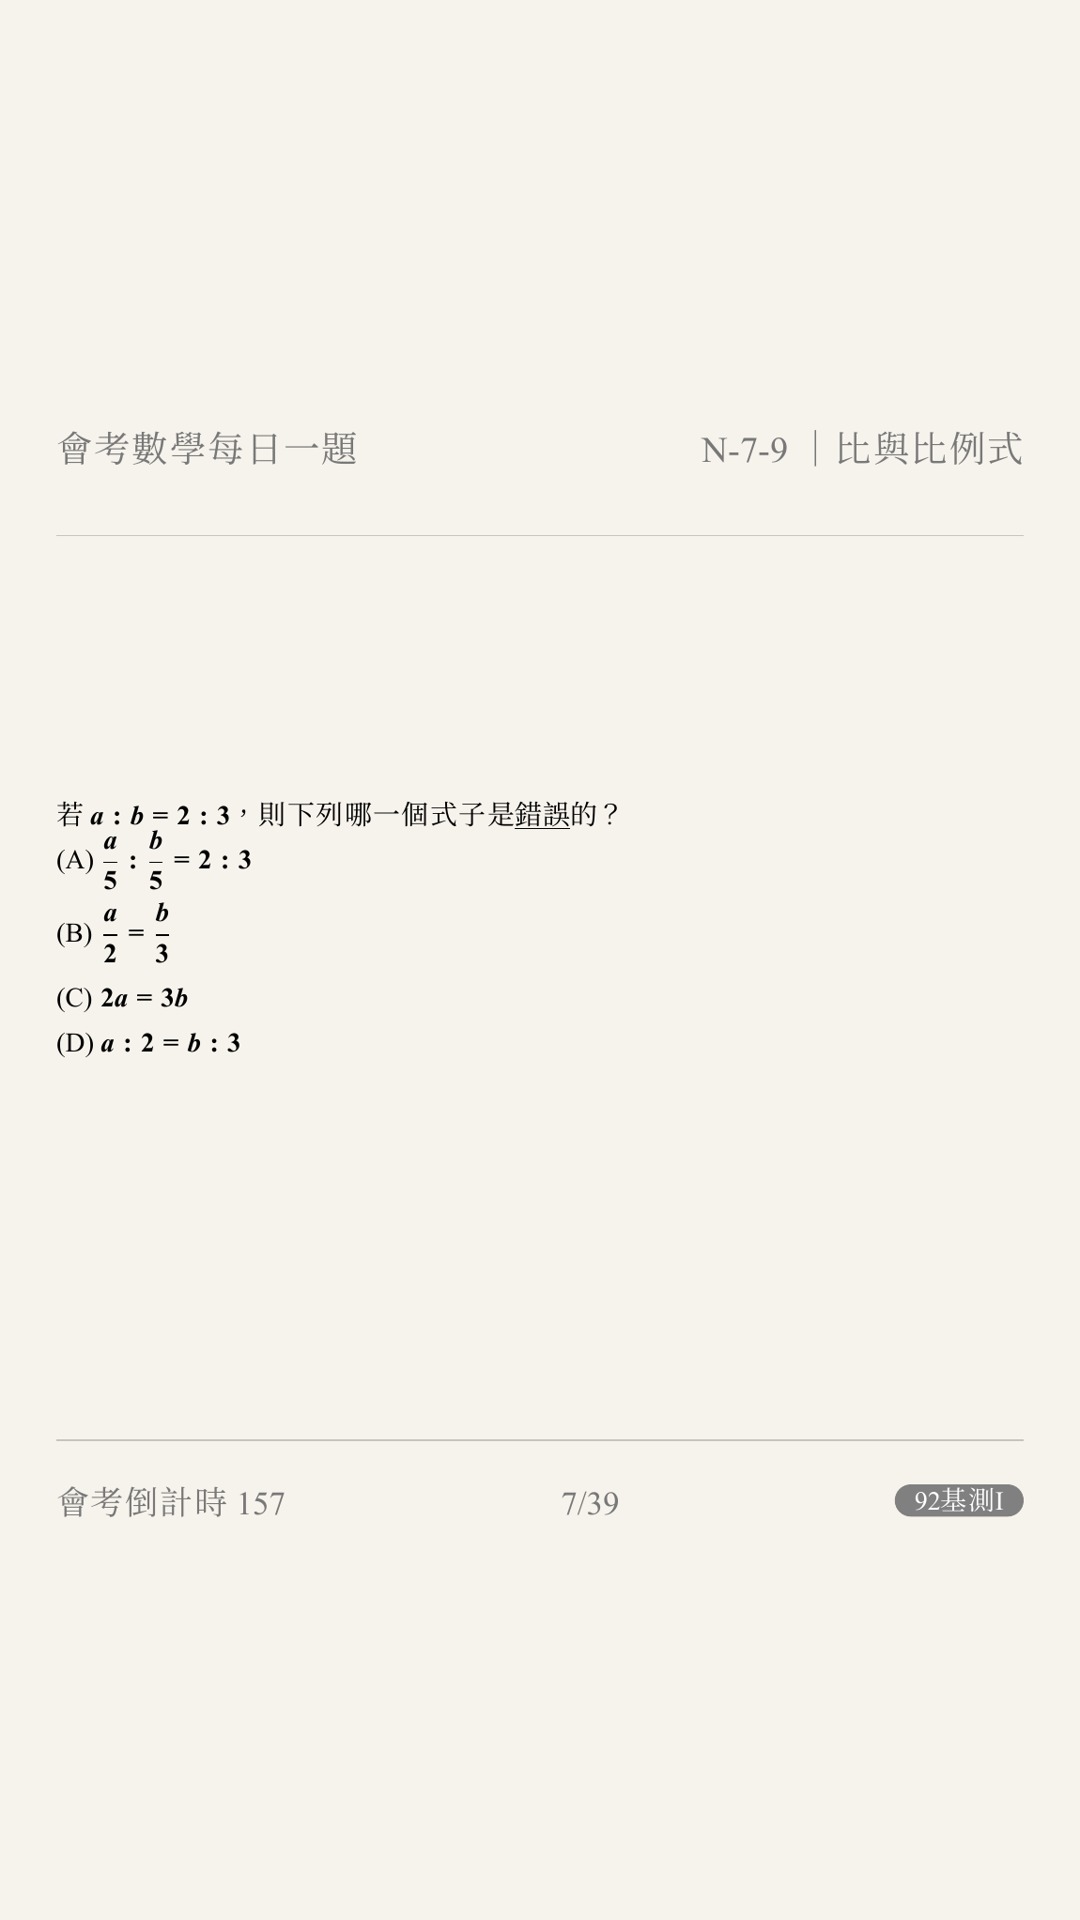 會考數學每日一題
N-7-9 | 比與比例式
若 a : b = 2 : 3，則下列哪一個式子是錯誤的？
(A) a/5 : b/5 = 2 : 3
(B) a/2 = b/3
(C) 2a = 3b
(D) a : 2 = b : 3
會考倒計時 157
7/39
92基測I